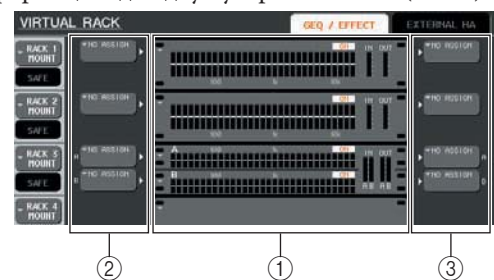 VIRTUAL RACK
GEQ / EFFECT
EXTERNAL HA
RACK 1
MOUNT
SAFE
NO ASSIGN
ON
IN OUT
NO ASSIGN
RACK 2
MOUNT
SAFE
NO ASSIGN
ON
IN OUT
NO ASSIGN
RACK 3
MOUNT
SAFE
A
NO ASSIGN
A
ON
IN OUT
NO ASSIGN
A
B
NO ASSIGN
B
ON
A B A B
NO ASSIGN
B
RACK 4
MOUNT
② ① ③